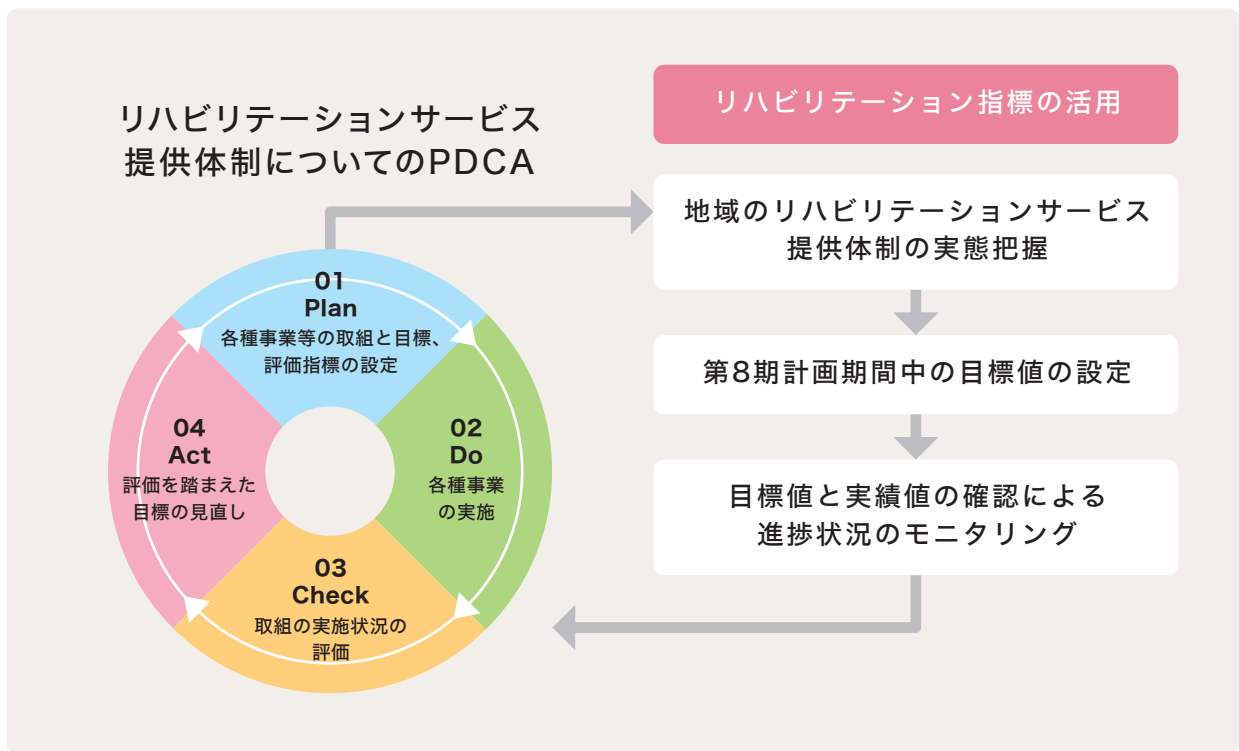 リハビリテーションサービス
提供体制についてのPDCA
01
Plan
各種事業等の取組と目標、
評価指標の設定
02
Do
各種事業
の実施
03
Check
取組の実施状況の
評価
04
Act
評価を踏まえた
目標の見直し
リハビリテーション指標の活用
地域のリハビリテーションサービス
提供体制の実態把握
第8期計画期間中の目標値の設定
目標値と実績値の確認による
進捗状況のモニタリング